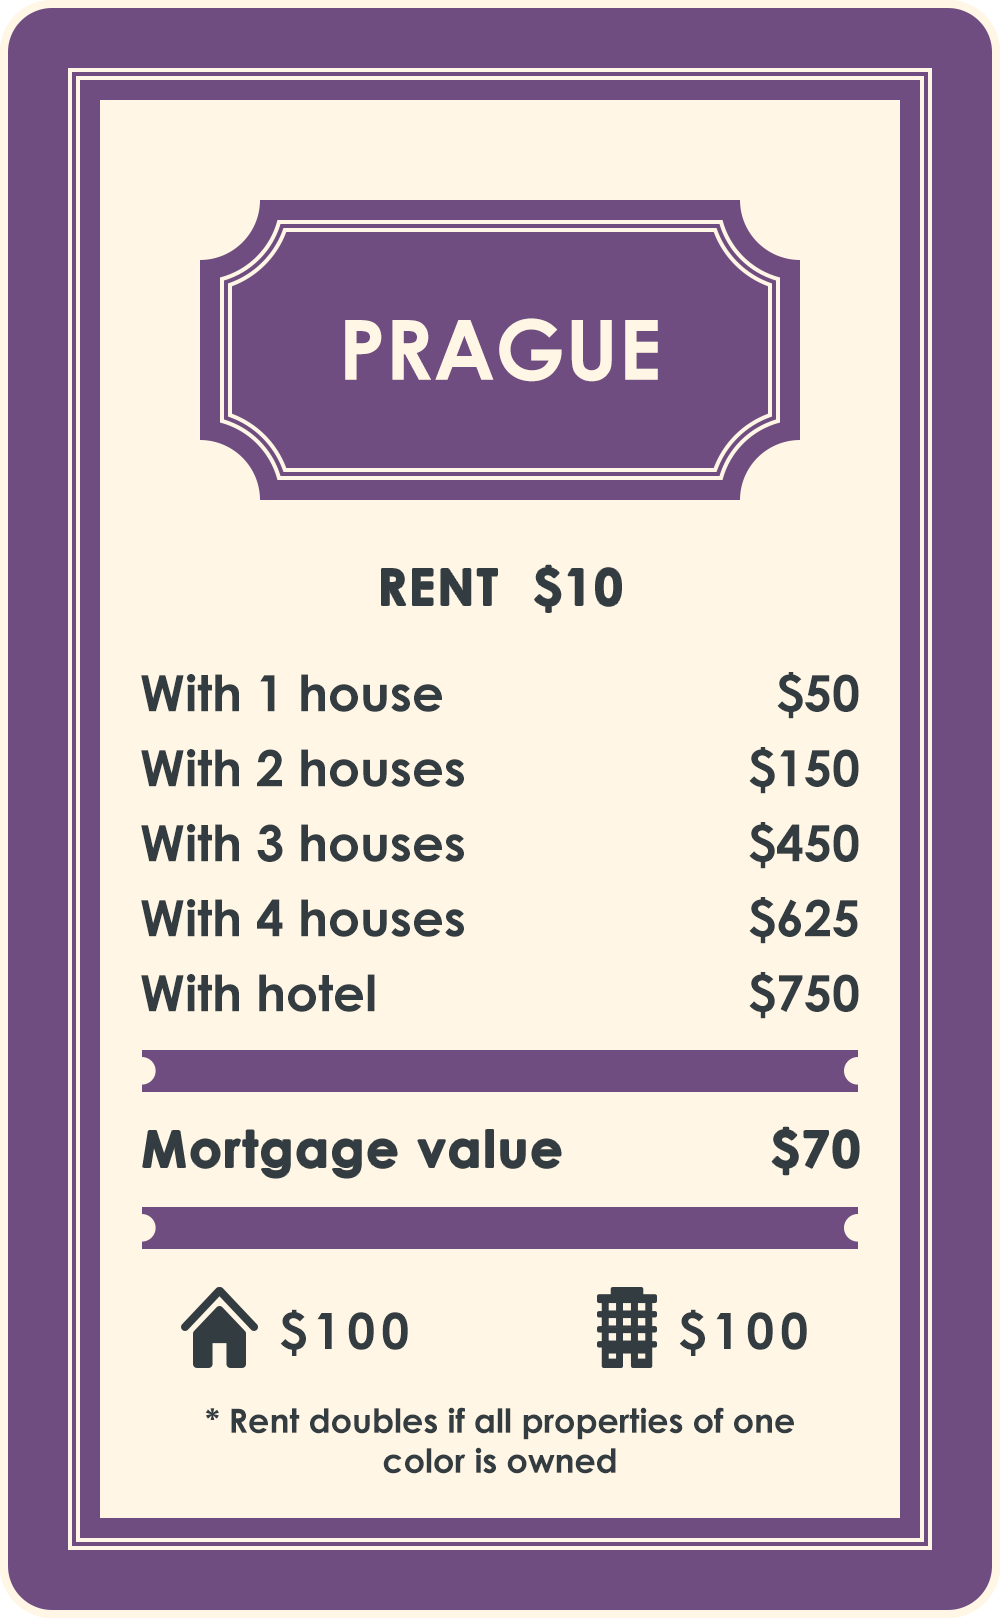 PRAGUE
RENT $10
With 1 house $50
With 2 houses $150
With 3 houses $450
With 4 houses $625
With hotel $750
Mortgage value $70
$100 $100
* Rent doubles if all properties of one
color is owned